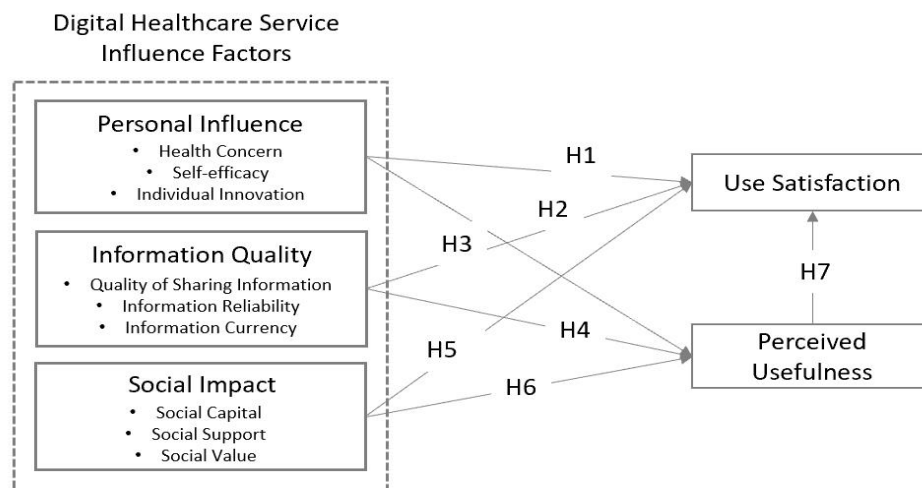 Digital Healthcare Service
Influence Factors
Personal Influence
• Health Concern
• Self-efficacy
• Individual Innovation
Information Quality
• Quality of Sharing Information
• Information Reliability
• Information Currency
Social Impact
• Social Capital
• Social Support
• Social Value
H1
H2
H3
H4
H5
H6
Use Satisfaction
H7
Perceived
Usefulness